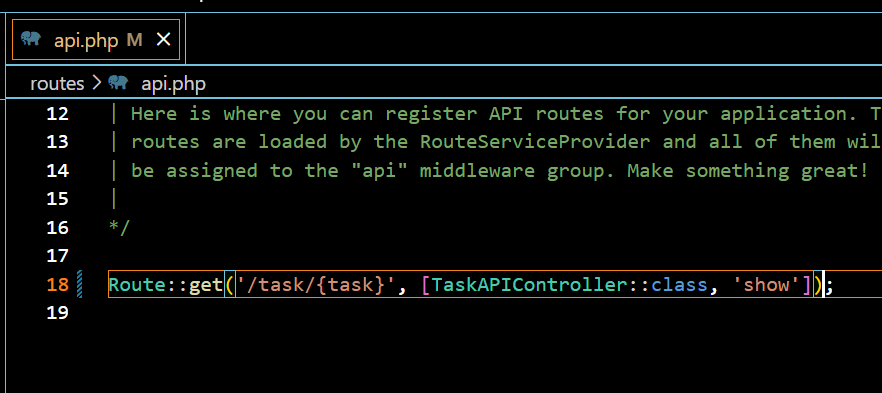 api.php M
routes > api.php
12 | Here is where you can register API routes for your application. T
13 | routes are loaded by the RouteServiceProvider and all of them wil
14 | be assigned to the "api" middleware group. Make something great!
15 |
16 */
17
18 Route::get('/task/{task}', [TaskAPIController::class, 'show']);
19